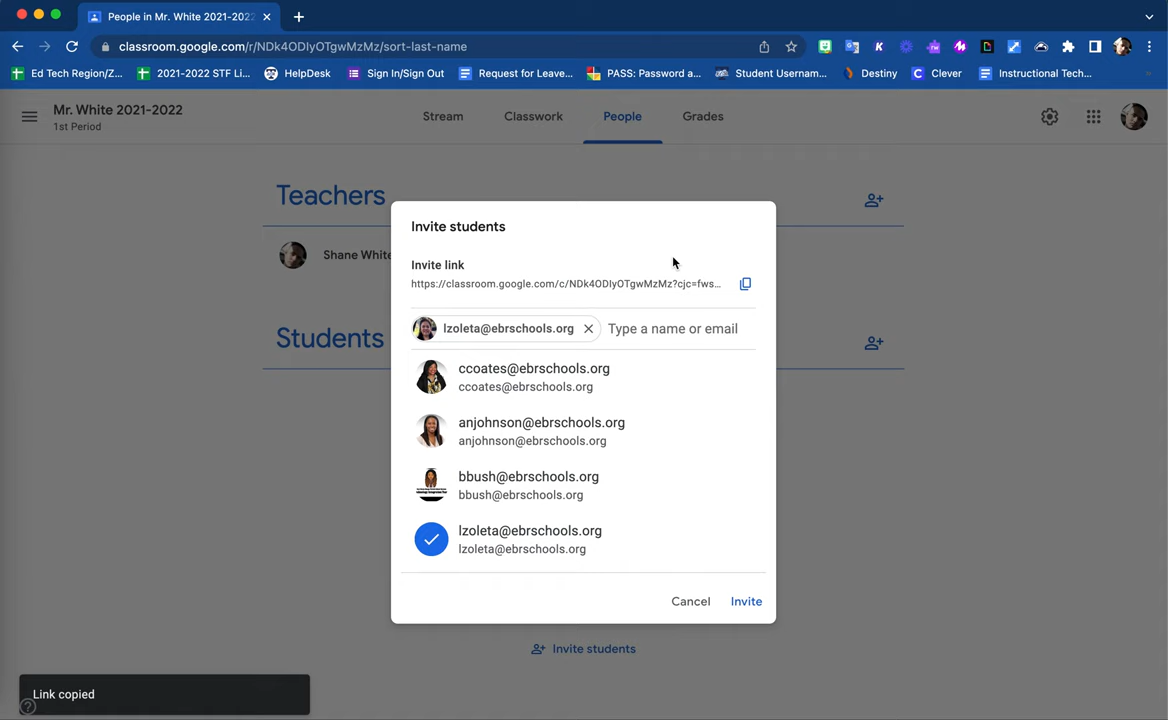 People in Mr. White 2021-202
classroom.google.com/r/NDk4ODIyOTgwMzMz/sort-last-name
Ed Tech Region/Z...
2021-2022 STF Li...
HelpDesk
Sign In/Sign Out
Request for Leave...
PASS: Password a...
Student Usernam...
Destiny
Clever
Instructional Tech...
Mr. White 2021-2022
1st Period
Stream
Classwork
People
Grades
Teachers
Shane White
Students
Invite students
Invite link
https://classroom.google.com/c/NDk4ODIyOTgwMzMz?cjc=fws...
lzoleta@ebrschools.org
Type a name or email
ccoates@ebrschools.org
ccoates@ebrschools.org
anjohnson@ebrschools.org
anjohnson@ebrschools.org
bbush@ebrschools.org
bbush@ebrschools.org
lzoleta@ebrschools.org
lzoleta@ebrschools.org
Cancel
Invite
Invite students
Link copied